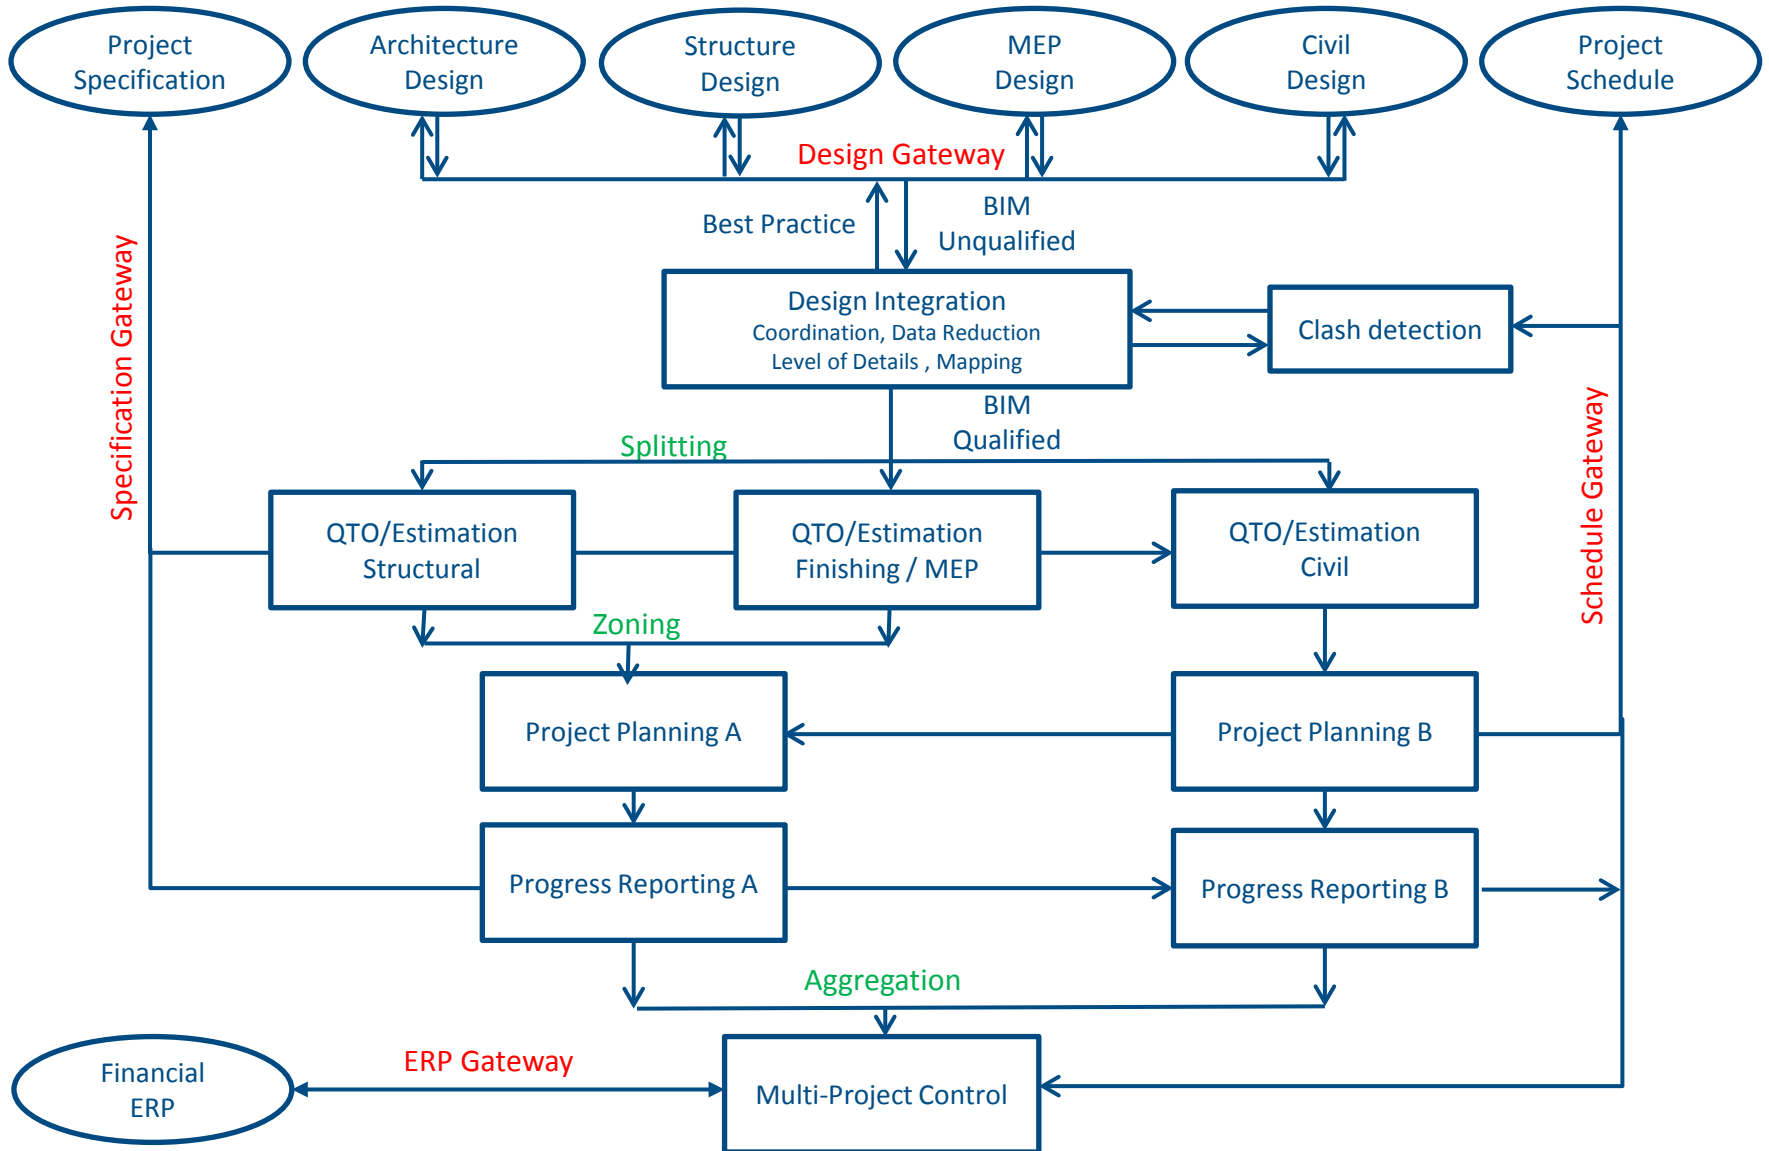 Project
Specification
Architecture
Design
Structure
Design
MEP
Design
Civil
Design
Project
Schedule
Design Gateway
Best Practice
BIM
Unqualified
Specification Gateway
Design Integration
Coordination, Data Reduction
Level of Details , Mapping
Clash detection
BIM
Qualified
Splitting
Schedule Gateway
QTO/Estimation
Structural
QTO/Estimation
Finishing / MEP
QTO/Estimation
Civil
Zoning
Project Planning A
Project Planning B
Progress Reporting A
Progress Reporting B
Aggregation
Financial
ERP
ERP Gateway
Multi-Project Control